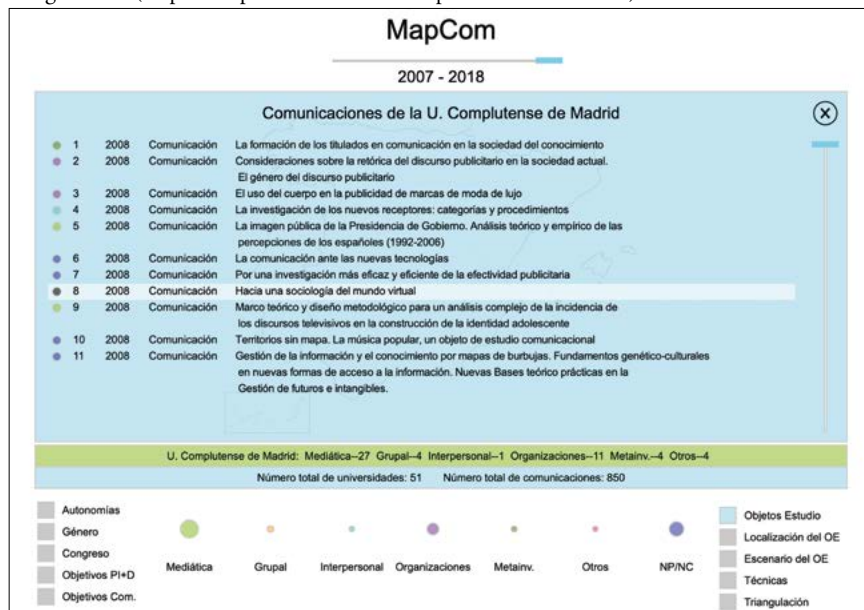 MapCom
2007 - 2018
Comunicaciones de la U. Complutense de Madrid
1 2008 Comunicación La formación de los titulados en comunicación en la sociedad del conocimiento
2 2008 Comunicación Consideraciones sobre la retórica del discurso publicitario en la sociedad actual.
El género del discurso publicitario
3 2008 Comunicación El uso del cuerpo en la publicidad de marcas de moda de lujo
4 2008 Comunicación La investigación de los nuevos receptores: categorías y procedimientos
5 2008 Comunicación La imagen pública de la Presidencia de Gobierno. Análisis teórico y empírico de las
percepciones de los españoles (1992-2006)
6 2008 Comunicación La comunicación ante las nuevas tecnologías
7 2008 Comunicación Por una investigación más eficaz y eficiente de la efectividad publicitaria
8 2008 Comunicación Hacia una sociología del mundo virtual
9 2008 Comunicación Marco teórico y diseño metodológico para un análisis complejo de la incidencia de
los discursos televisivos en la construcción de la identidad adolescente
10 2008 Comunicación Territorios sin mapa. La música popular, un objeto de estudio comunicacional
11 2008 Comunicación Gestión de la información y el conocimiento por mapas de burbujas. Fundamentos genético-culturales
en nuevas formas de acceso a la información. Nuevas Bases teórico prácticas en la
Gestión de futuros e intangibles.
U. Complutense de Madrid: Mediática--27 Grupal--4 Interpersonal--1 Organizaciones--11 Metainv.--4 Otros--4
Número total de universidades: 51 Número total de comunicaciones: 850
Autonomías
Género
Congreso
Objetivos PI+D
Objetivos Com.
Mediática Grupal Interpersonal Organizaciones Metainv. Otros NP/NC
Objetos Estudio
Localización del OE
Escenario del OE
Técnicas
Triangulación